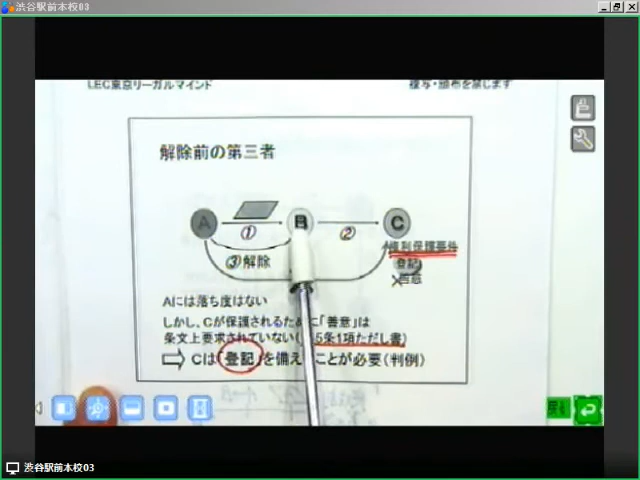 渋谷駅前本校03
LEC東京リーガルマインド
複写・頒布を禁じます
解除前の第三者
A
B
C
①
②
③解除
権利保護要件
登記
×善意
Aには落ち度はない
しかし、Cが保護されるために「善意」は
条文上要求されていない(
5条1項ただし書)
⇨ Cは「登記」を備え
ことが必要(判例)
戻る
渋谷駅前本校03